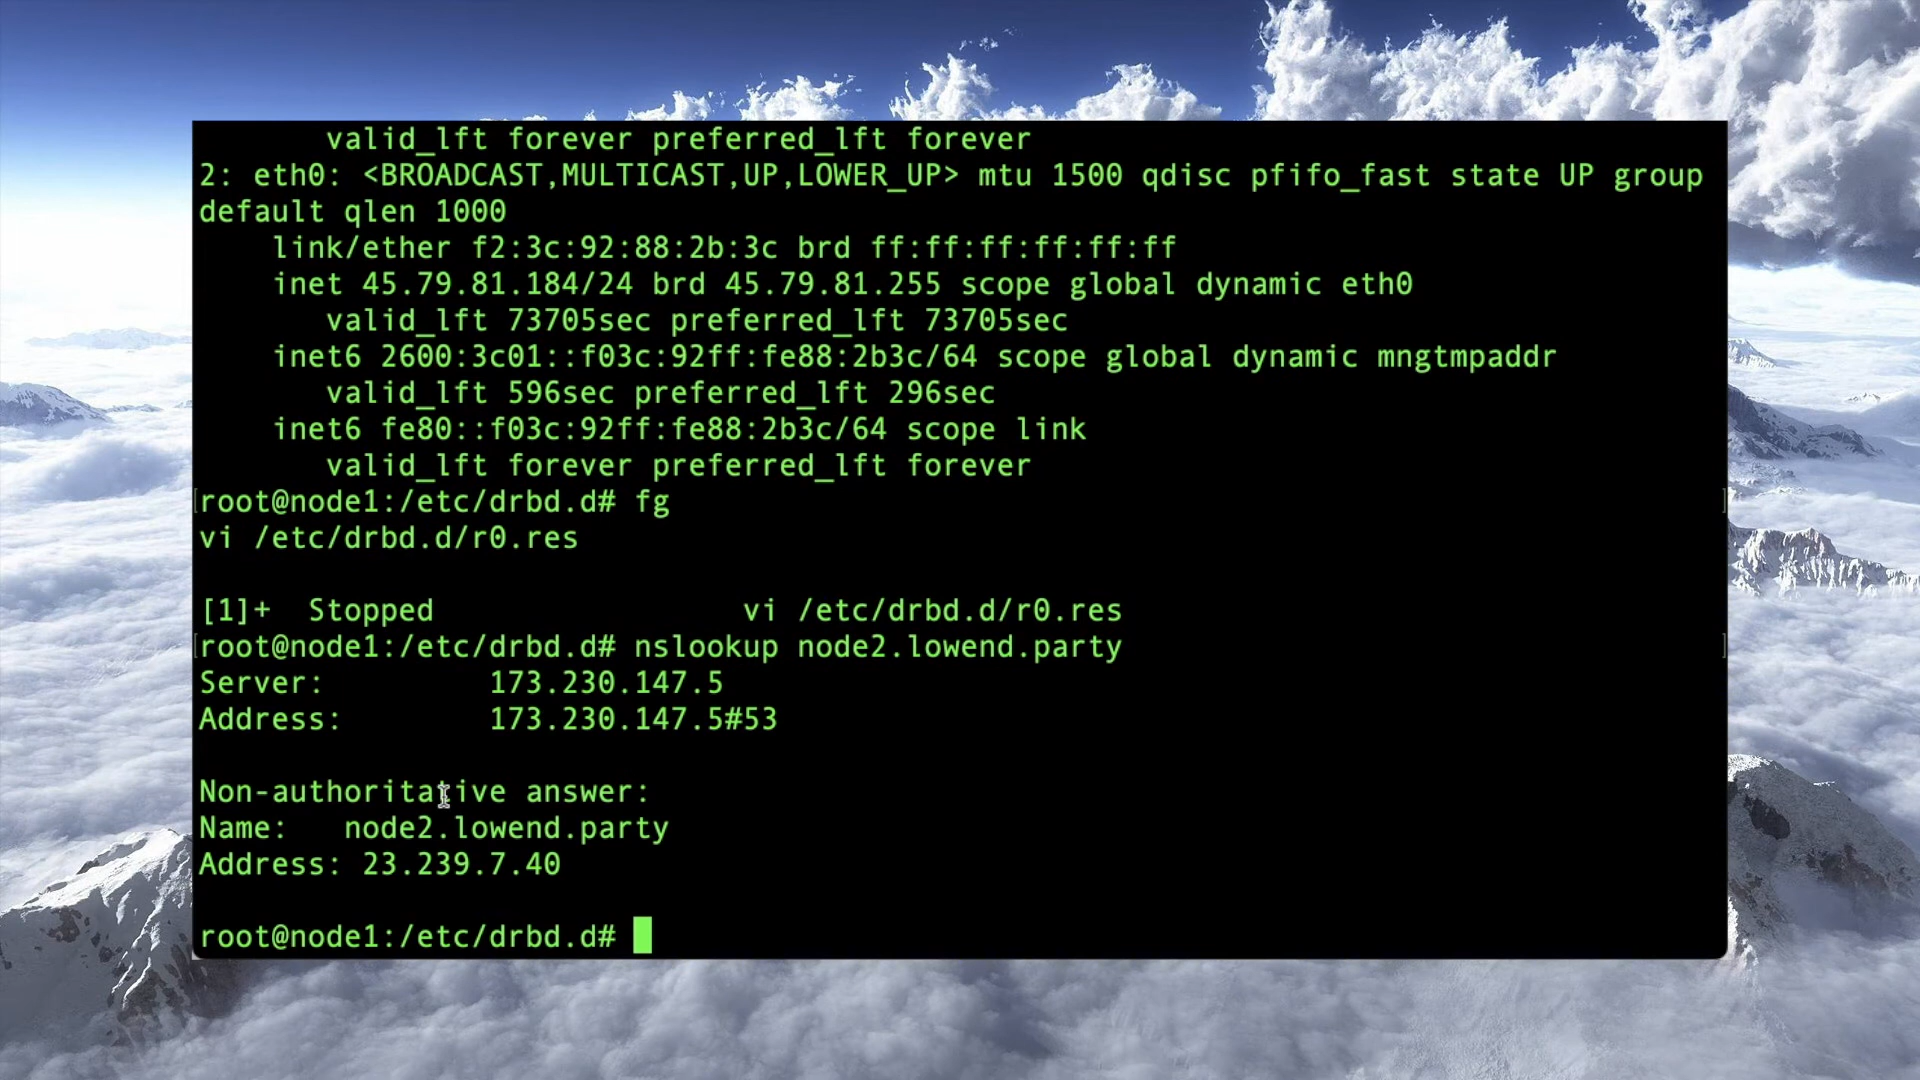 valid_lft forever preferred_lft forever
2: eth0: <BROADCAST,MULTICAST,UP,LOWER_UP> mtu 1500 qdisc pfifo_fast state UP group
default qlen 1000
link/ether f2:3c:92:88:2b:3c brd ff:ff:ff:ff:ff:ff
inet 45.79.81.184/24 brd 45.79.81.255 scope global dynamic eth0
valid_lft 73705sec preferred_lft 73705sec
inet6 2600:3c01::f03c:92ff:fe88:2b3c/64 scope global dynamic mngtmpaddr
valid_lft 596sec preferred_lft 296sec
inet6 fe80::f03c:92ff:fe88:2b3c/64 scope link
valid_lft forever preferred_lft forever
[root@node1:/etc/drbd.d# fg ]
vi /etc/drbd.d/r0.res
[1]+  Stopped                 vi /etc/drbd.d/r0.res
[root@node1:/etc/drbd.d# nslookup node2.lowend.party ]
Server:         173.230.147.5
Address:        173.230.147.5#53
Non-authoritative answer:
Name:   node2.lowend.party
Address: 23.239.7.40
root@node1:/etc/drbd.d#